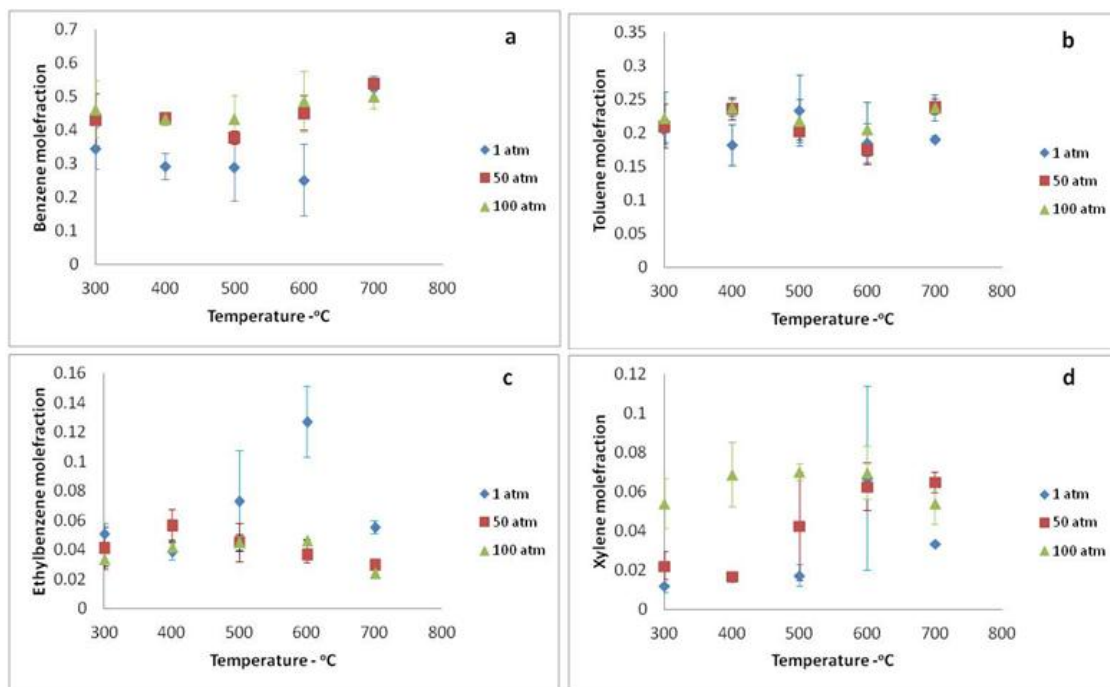 a
0.7
0.6
0.5
0.4
0.3
0.2
0.1
0
Benzene molefraction
300 400 500 600 700 800
Temperature -ºC
1 atm
50 atm
100 atm
b
0.35
0.3
0.25
0.2
0.15
0.1
0.05
0
Toluene molefraction
300 400 500 600 700 800
Temperature -ºC
1 atm
50 atm
100 atm
c
0.16
0.14
0.12
0.1
0.08
0.06
0.04
0.02
0
Ethylbenzene molefraction
300 400 500 600 700 800
Temperature - ºC
1 atm
50 atm
100 atm
d
0.12
0.1
0.08
0.06
0.04
0.02
0
Xylene molefraction
300 400 500 600 700 800
Temperature - ºC
1 atm
50 atm
100 atm